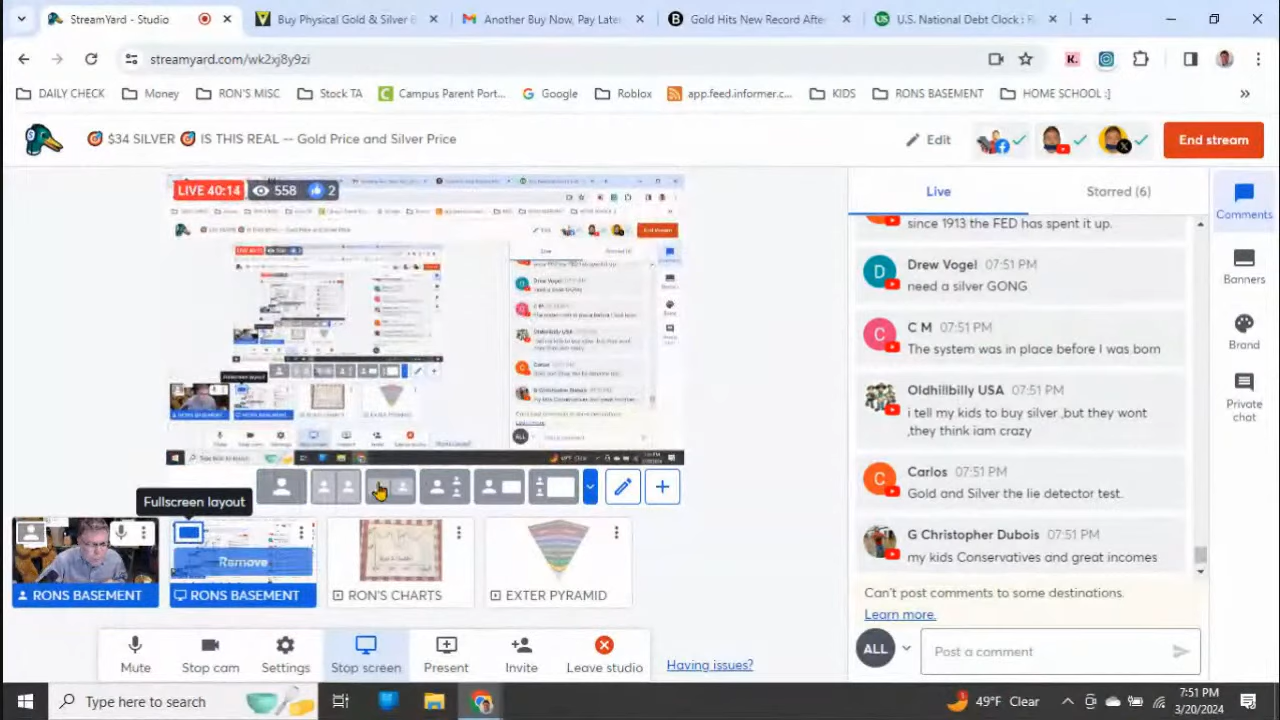 StreamYard - Studio
Buy Physical Gold & Silver B
Another Buy Now, Pay Later
Gold Hits New Record After
U.S. National Debt Clock : R
streamyard.com/wk2xj8y9zi
DAILY CHECK
Money
RON'S MISC
Stock TA
Campus Parent Port...
Google
Roblox
app.feed.informer.c...
KIDS
RONS BASEMENT
HOME SCHOOL :]
$34 SILVER IS THIS REAL -- Gold Price and Silver Price
Edit
End stream
LIVE 40:14
558
2
Live
Starred (6)
Comments
since 1913 the FED has spent it up.
Drew Vogel 07:51 PM
need a silver GONG
C M 07:51 PM
The system was in place before I was born
Oldhillbilly USA 07:51 PM
i tell my kids to buy silver ,but they wont
,they think iam crazy
Carlos 07:51 PM
Gold and Silver the lie detector test.
G Christopher Dubois 07:51 PM
my kids Conservatives and great incomes
Can't post comments to some destinations.
Learn more.
ALL
Post a comment
Banners
Brand
Private
chat
Fullscreen layout
Remove
RONS BASEMENT
RONS BASEMENT
RON'S CHARTS
EXTER PYRAMID
Mute
Stop cam
Settings
Stop screen
Present
Invite
Leave studio
Having issues?
Type here to search
49°F Clear
7:51 PM
3/20/2024